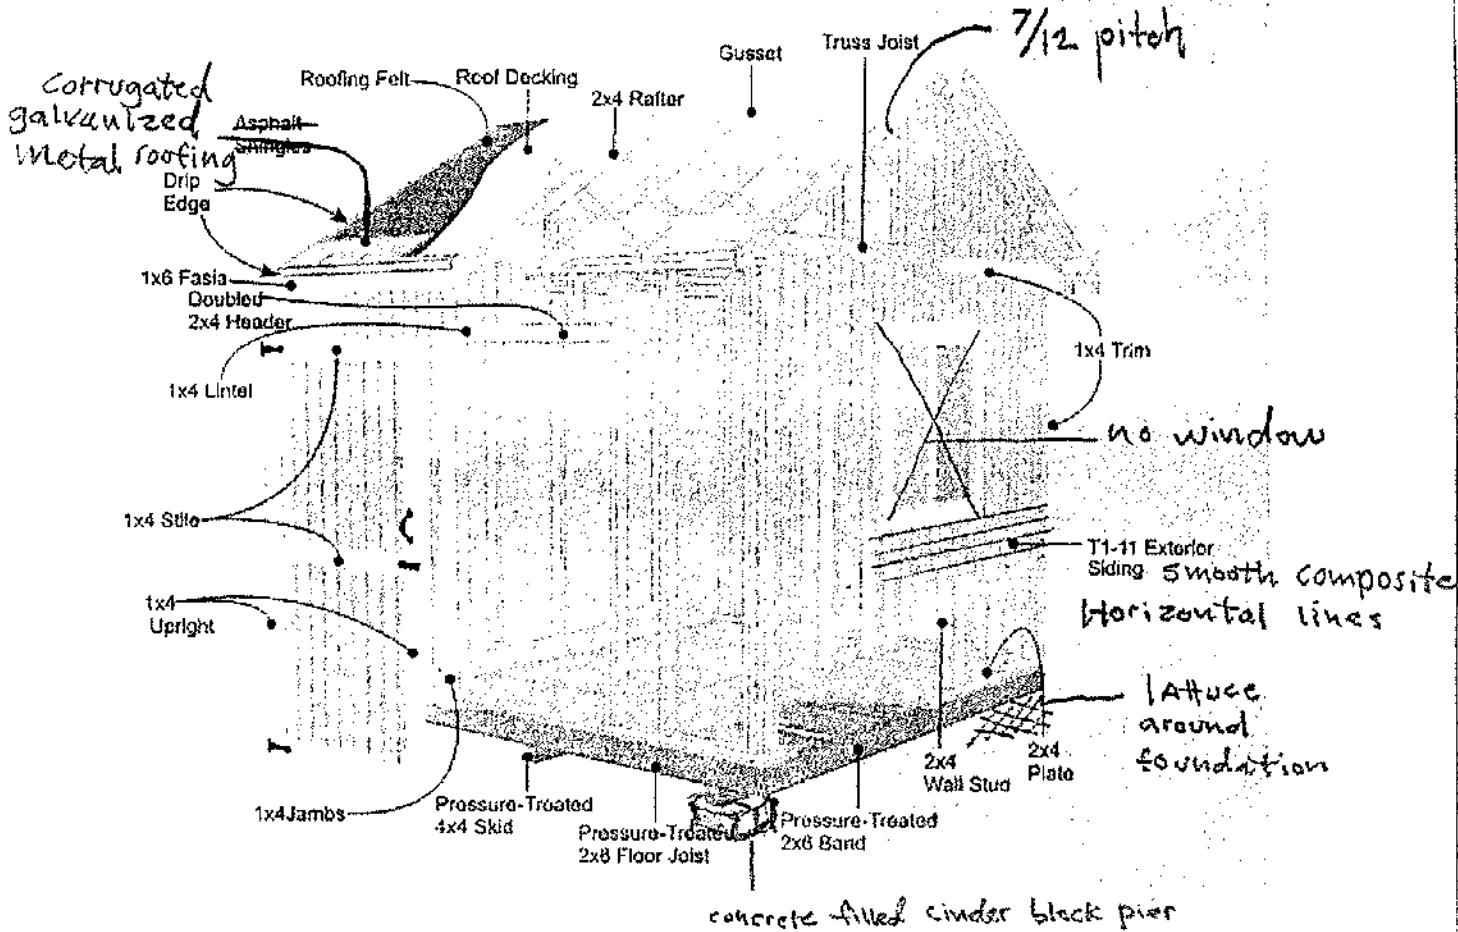 7/12 pitch
Gusset
Truss Joist
Corrugated
galvanized
Metal roofing
Roofing Felt
Roof Decking
2x4 Rafter
Asphalt
Shingles
Drip
Edge
1x6 Fasia
Doubled
2x4 Header
1x4 Lintel
1x4 Trim
no window
1x4 Stile
T1-11 Exterior
Siding smooth composite
Horizontal lines
1x4
Upright
lattuce
around
foundation
2x4
Wall Stud
2x4
Plate
1x4Jambs
Pressure-Treated
4x4 Skid
Pressure-Treated
2x6 Floor Joist
Pressure-Treated
2x6 Band
concrete filled cinder block pier